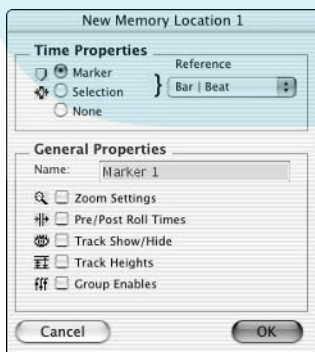 New Memory Location 1
Time Properties
Marker
Selection
None
Reference
Bar | Beat
General Properties
Name: Marker 1
Zoom Settings
Pre/Post Roll Times
Track Show/Hide
Track Heights
Group Enables
Cancel OK